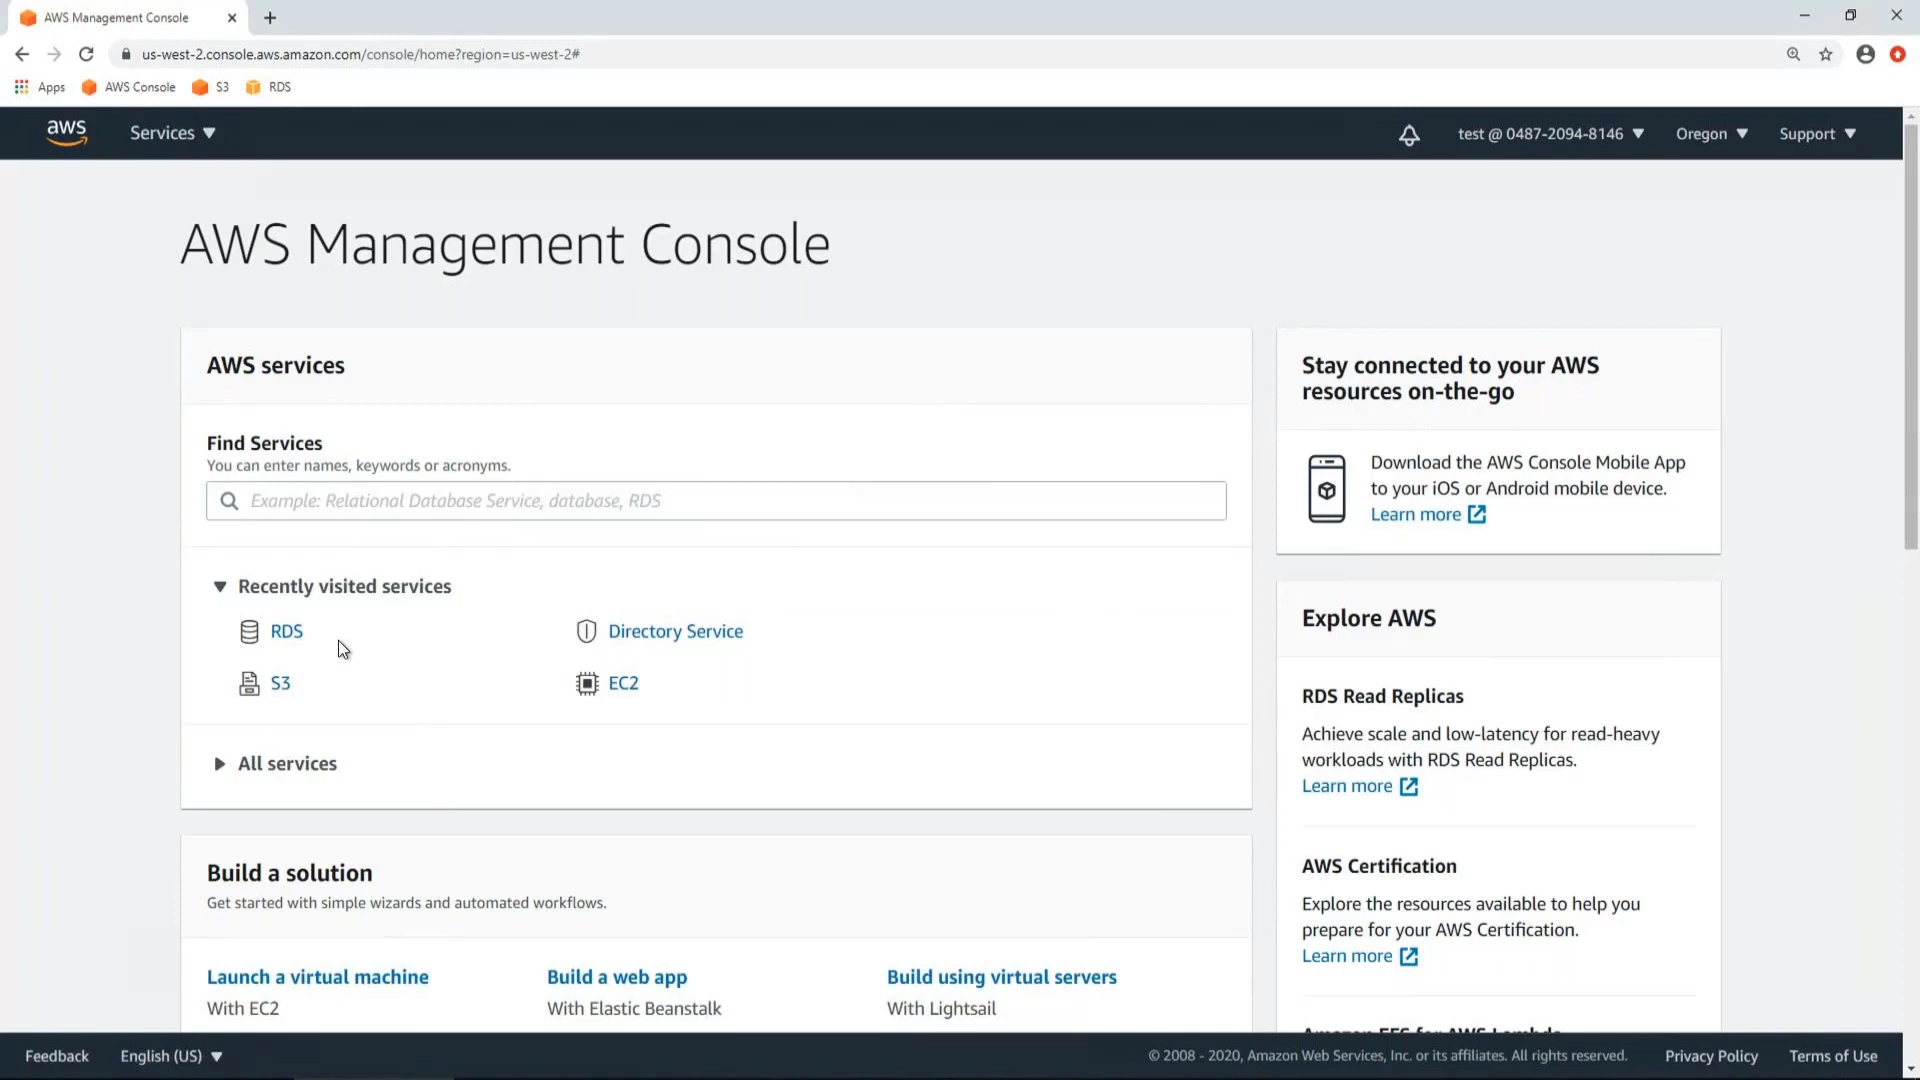 AWS Management Console
us-west-2.console.aws.amazon.com/console/home?region=us-west-2#
Apps AWS Console S3 RDS
aws Services test @ 0487-2094-8146 Oregon Support
AWS Management Console
AWS services
Find Services
You can enter names, keywords or acronyms.
Example: Relational Database Service, database, RDS
Recently visited services
RDS Directory Service
S3 EC2
All services
Build a solution
Get started with simple wizards and automated workflows.
Launch a virtual machine
With EC2
Build a web app
With Elastic Beanstalk
Build using virtual servers
With Lightsail
Stay connected to your AWS
resources on-the-go
Download the AWS Console Mobile App
to your iOS or Android mobile device.
Learn more
Explore AWS
RDS Read Replicas
Achieve scale and low-latency for read-heavy
workloads with RDS Read Replicas.
Learn more
AWS Certification
Explore the resources available to help you
prepare for your AWS Certification.
Learn more
Amazon EFS for AWS Lambda
Feedback English (US) © 2008 - 2020, Amazon Web Services, Inc. or its affiliates. All rights reserved. Privacy Policy Terms of Use